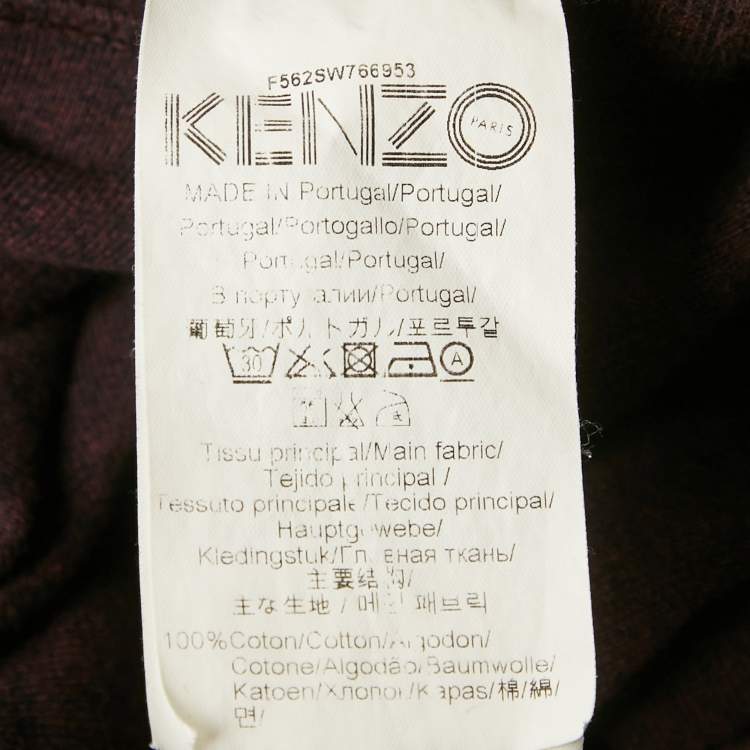 F562SW766953
KENZO PARIS
MADE IN Portugal/Portugal/
Portugal/Portogallo/Portugal/
Portugal/Portugal/
В португалии/Portugal/
葡萄牙/ポルトガル/포르투갈
30 A
Tissu principal/Main fabric/
Tejido principal /
Tessuto principale/Tecido principal/
Hauptgewebe/
Kledingstuk/Главная ткань/
主要结构/
主な生地 / 메인 패브릭
100%Coton/Cotton/Algodon/
Cotone/Algodão/Baumwolle/
Katoen/Хлопок/Kapas/棉/綿/
면/